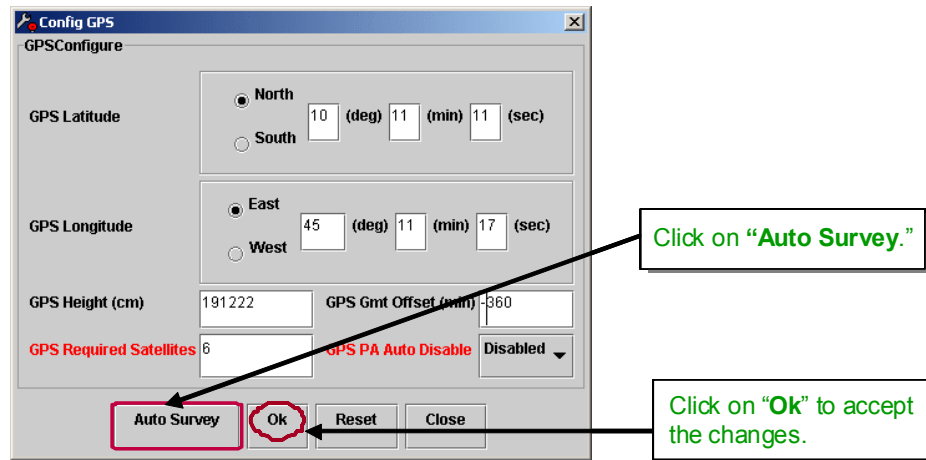 Config GPS
GPSConfigure
GPS Latitude
North
South
10 (deg) 11 (min) 11 (sec)
GPS Longitude
East
West
45 (deg) 11 (min) 17 (sec)
GPS Height (cm) 191222 GPS Gmt Offset (min) -360
GPS Required Satellites 6 GPS PA Auto Disable Disabled
Auto Survey Ok Reset Close
Click on “Auto Survey.”
Click on “Ok” to accept
the changes.